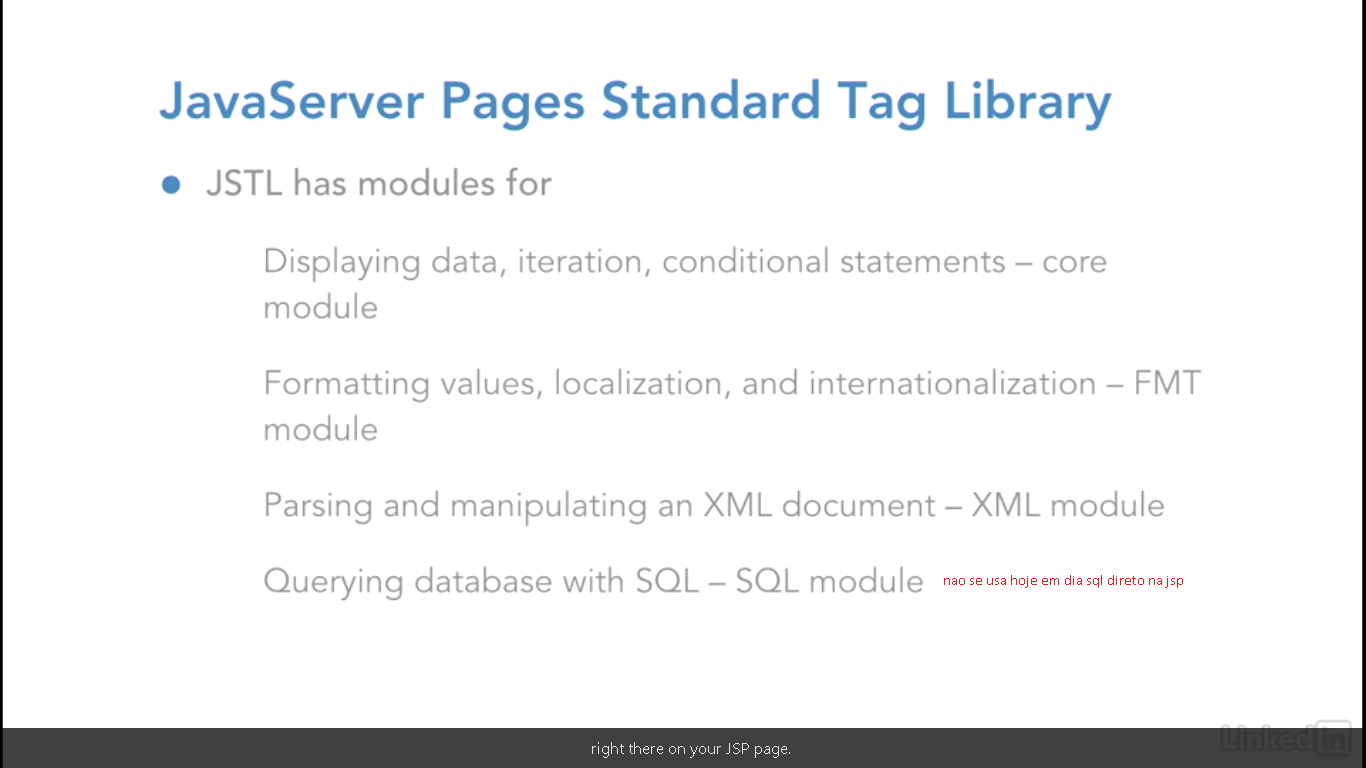 JavaServer Pages Standard Tag Library
● JSTL has modules for
Displaying data, iteration, conditional statements – core
module
Formatting values, localization, and internationalization – FMT
module
Parsing and manipulating an XML document – XML module
Querying database with SQL – SQL module nao se usa hoje em dia sql direto na jsp
Linked in
right there on your JSP page.